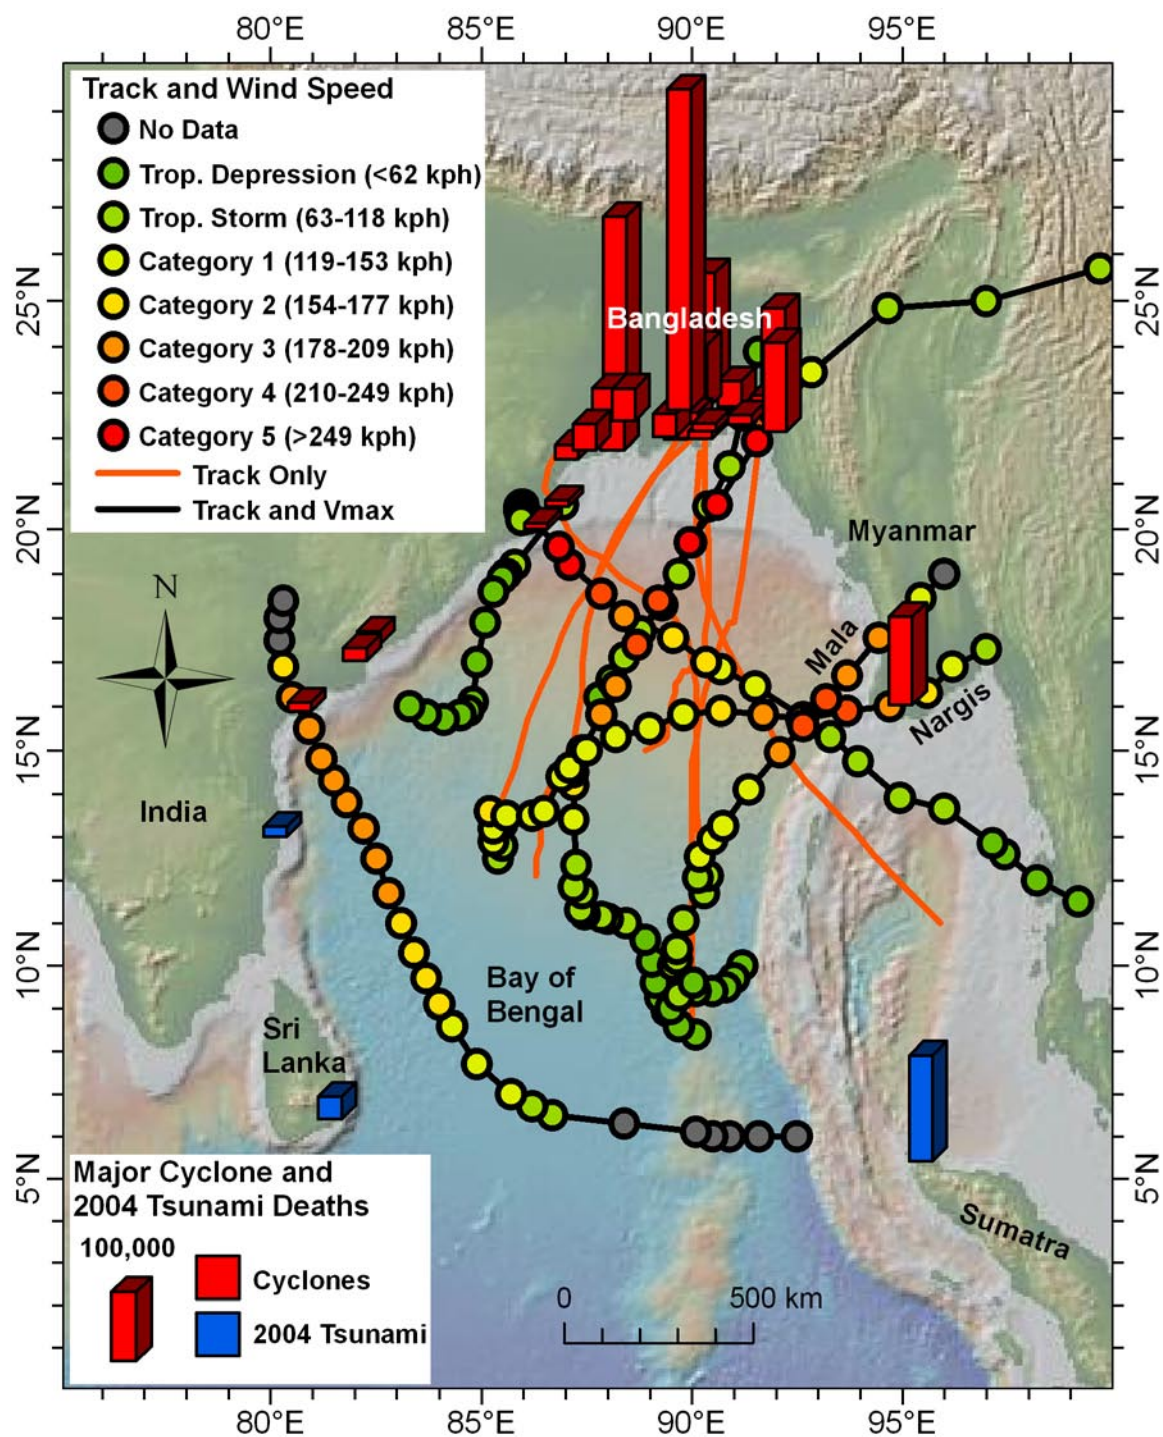 80°E 85°E 90°E 95°E
Track and Wind Speed
No Data
Trop. Depression (<62 kph)
Trop. Storm (63-118 kph)
Category 1 (119-153 kph)
Category 2 (154-177 kph)
Category 3 (178-209 kph)
Category 4 (210-249 kph)
Category 5 (>249 kph)
Track Only
Track and Vmax
25°N
20°N
15°N
10°N
5°N
25°N
20°N
15°N
10°N
5°N
Bangladesh
Myanmar
N
Mala
Nargis
India
Bay of
Bengal
Sri
Lanka
Sumatra
Major Cyclone and
2004 Tsunami Deaths
100,000
Cyclones
2004 Tsunami
0 500 km
80°E 85°E 90°E 95°E